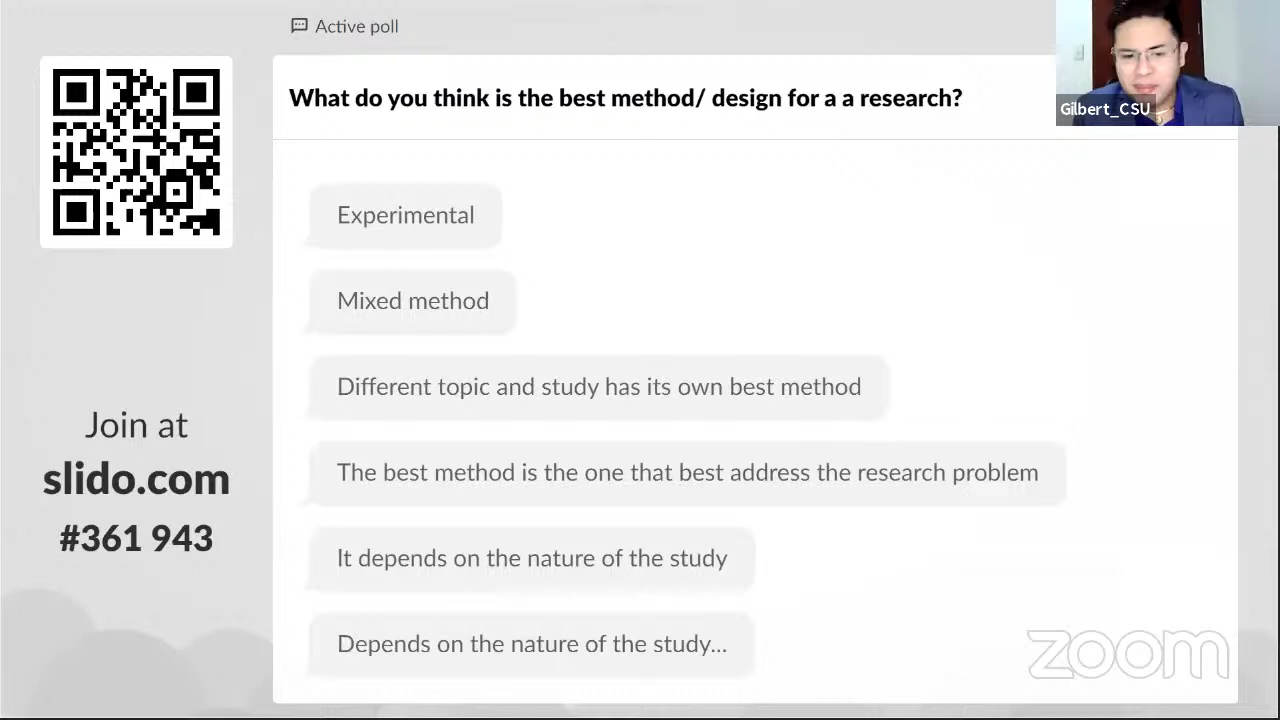 Active poll
What do you think is the best method/ design for a a research?
Gilbert_CSU
Experimental
Mixed method
Different topic and study has its own best method
The best method is the one that best address the research problem
It depends on the nature of the study
Depends on the nature of the study...
Join at
slido.com
#361 943
zoom